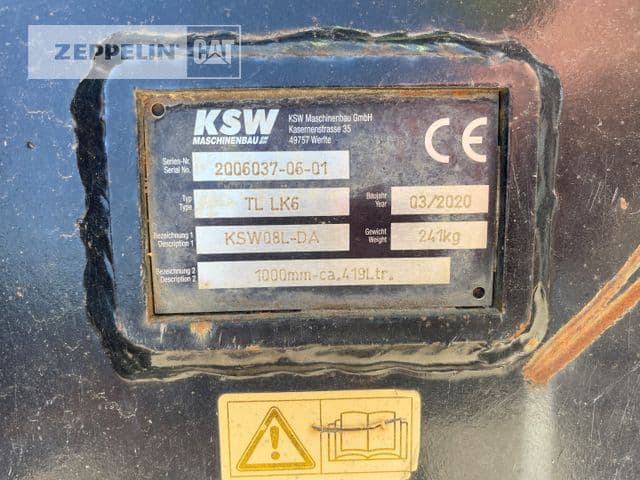 ZEPPELIN CAT
KSW
MASCHINENBAU
KSW Maschinenbau GmbH
Kasernenstrasse 35
49757 Werlte
CE
Serien-Nr.
Serial No.
2006037-06-01
Typ
Type
TL LK6
Baujahr
Year
03/2020
Bezeichnung 1
Description 1
KSW08L-DA
Gewicht
Weight
241kg
Bezeichnung 2
Description 2
1000mm-ca.419Ltr.